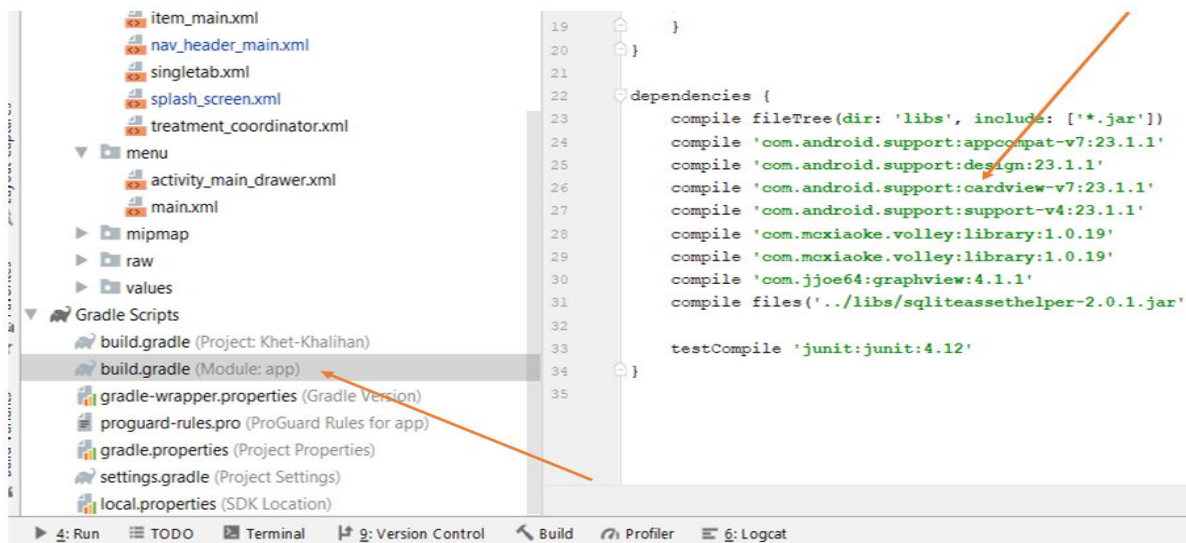 item_main.xml
nav_header_main.xml
singletab.xml
splash_screen.xml
treatment_coordinator.xml
menu
activity_main_drawer.xml
main.xml
mipmap
raw
values
Gradle Scripts
build.gradle (Project: Khet-Khalihan)
build.gradle (Module: app)
gradle-wrapper.properties (Gradle Version)
proguard-rules.pro (ProGuard Rules for app)
gradle.properties (Project Properties)
settings.gradle (Project Settings)
local.properties (SDK Location)
19 }
20 }
21
22 dependencies {
23 compile fileTree(dir: 'libs', include: ['*.jar'])
24 compile 'com.android.support:appcompat-v7:23.1.1'
25 compile 'com.android.support:design:23.1.1'
26 compile 'com.android.support:cardview-v7:23.1.1'
27 compile 'com.android.support:support-v4:23.1.1'
28 compile 'com.mcxiaoke.volley:library:1.0.19'
29 compile 'com.mcxiaoke.volley:library:1.0.19'
30 compile 'com.jjoe64:graphview:4.1.1'
31 compile files('../libs/sqliteassethelper-2.0.1.jar'
32
33 testCompile 'junit:junit:4.12'
34 }
35
4: Run TODO Terminal 9: Version Control Build Profiler 6: Logcat